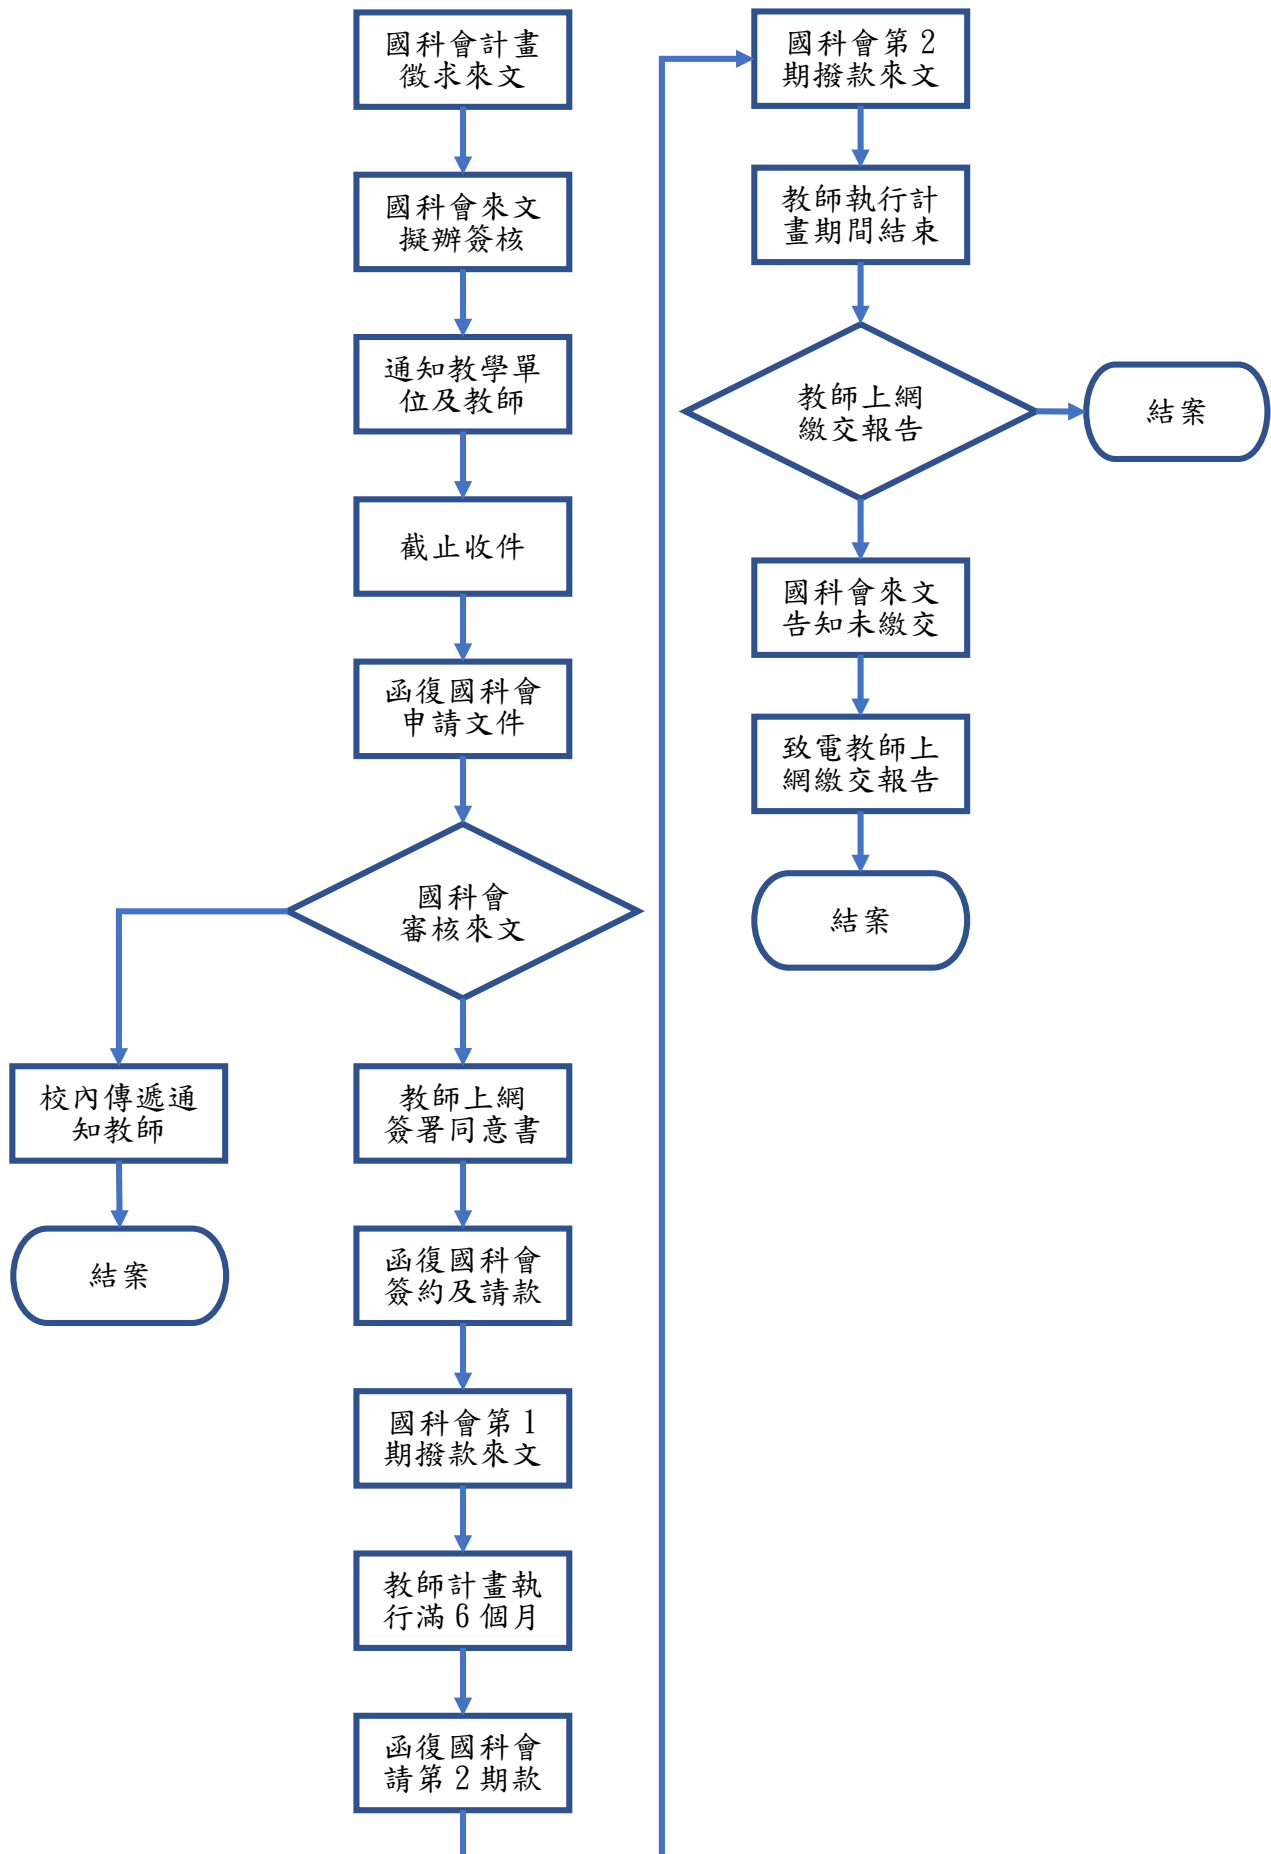 國科會計畫
徵求來文
國科會來文
擬辦簽核
通知教學單
位及教師
截止收件
函復國科會
申請文件
國科會
審核來文
校內傳遞通
知教師
結案
教師上網
簽署同意書
函復國科會
簽約及請款
國科會第1
期撥款來文
教師計畫執
行滿6個月
函復國科會
請第2期款
國科會第2
期撥款來文
教師執行計
畫期間結束
教師上網
繳交報告
結案
國科會來文
告知未繳交
致電教師上
網繳交報告
結案